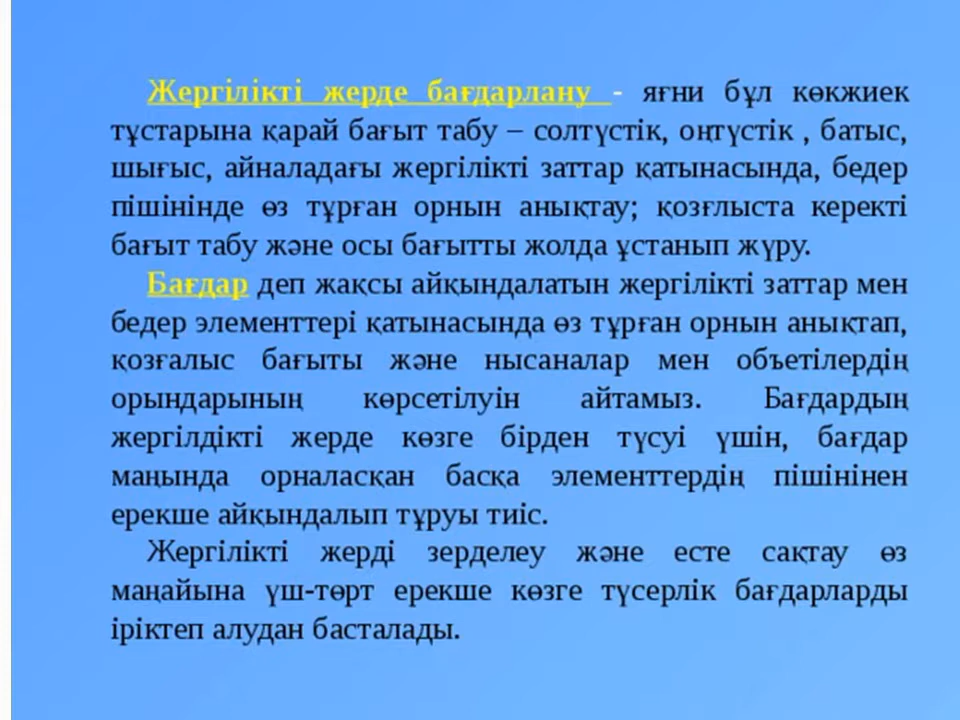 Жергілікті жерде бағдарлану - яғни бұл көкжиек
тұстарына қарай бағыт табу – солтүстік, оңтүстік , батыс,
шығыс, айналадағы жергілікті заттар қатынасында, бедер
пішінінде өз тұрған орнын анықтау; қозғлыста керекті
бағыт табу және осы бағытты жолда ұстанып жүру.
Бағдар деп жақсы айқындалатын жергілікті заттар мен
бедер элементтері қатынасында өз тұрған орнын анықтап,
қозғалыс бағыты және нысаналар мен объетілердің
орындарының көрсетілуін айтамыз. Бағдардың
жергілдікті жерде көзге бірден түсуі үшін, бағдар
маңында орналасқан басқа элементтердің пішінінен
ерекше айқындалып тұруы тиіс.
Жергілікті жерді зерделеу және есте сақтау өз
маңайына үш-төрт ерекше көзге түсерлік бағдарларды
іріктеп алудан басталады.